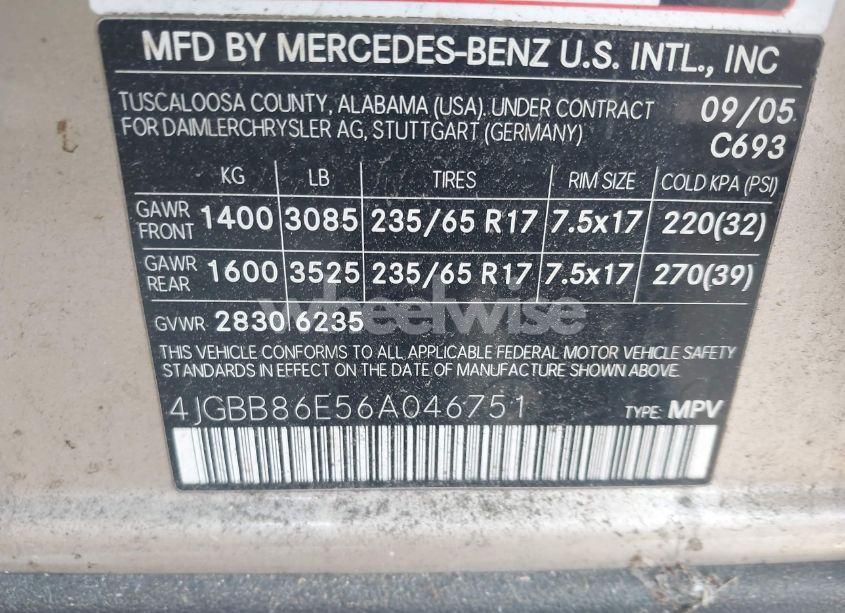 MFD BY MERCEDES-BENZ U.S. INTL., INC
TUSCALOOSA COUNTY, ALABAMA (USA). UNDER CONTRACT 09/05
FOR DAIMLERCHRYSLER AG, STUTTGART (GERMANY) C693
KG LB TIRES RIM SIZE COLD KPA (PSI)
GAWR FRONT 1400 3085 235/65 R17 7.5x17 220(32)
GAWR REAR 1600 3525 235/65 R17 7.5x17 270(39)
GVWR 2830 6235
wheelwise
THIS VEHICLE CONFORMS TO ALL APPLICABLE FEDERAL MOTOR VEHICLE SAFETY
STANDARDS IN EFFECT ON THE DATE OF MANUFACTURE SHOWN ABOVE.
4JGBB86E56A046751 TYPE: MPV